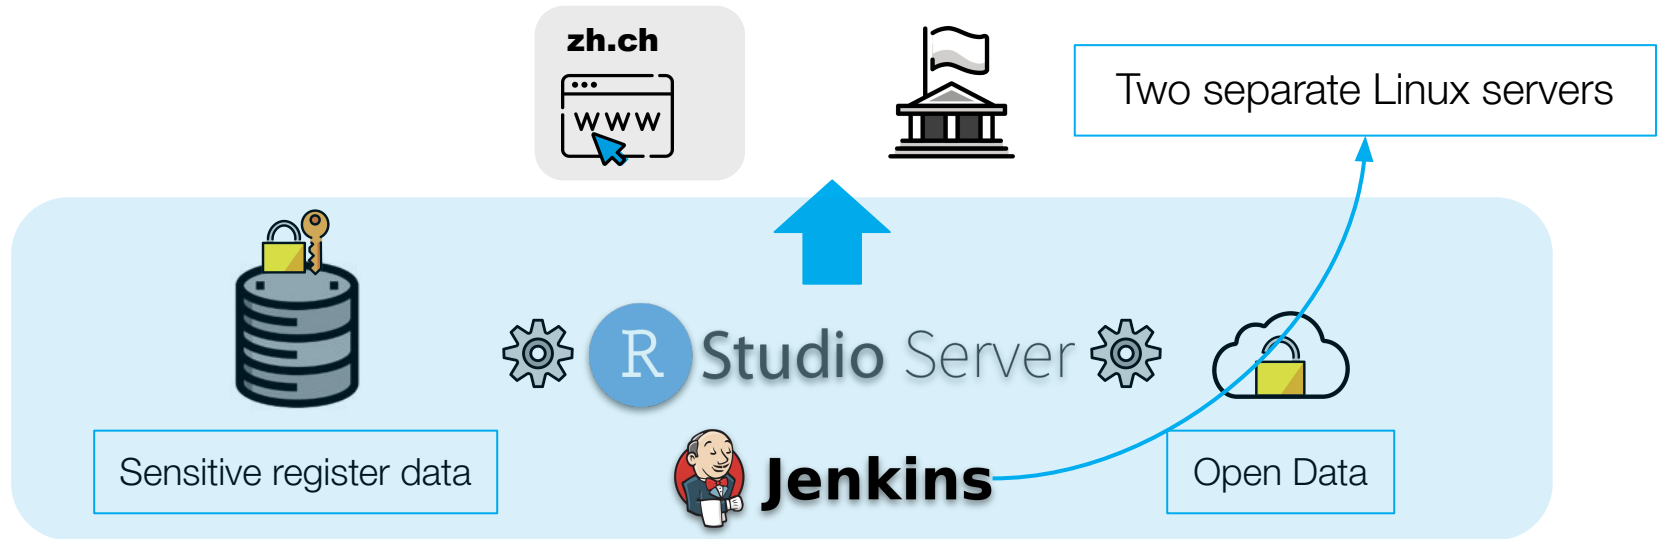 zh.ch
WWW
Two separate Linux servers
R Studio Server
Sensitive register data
Jenkins
Open Data